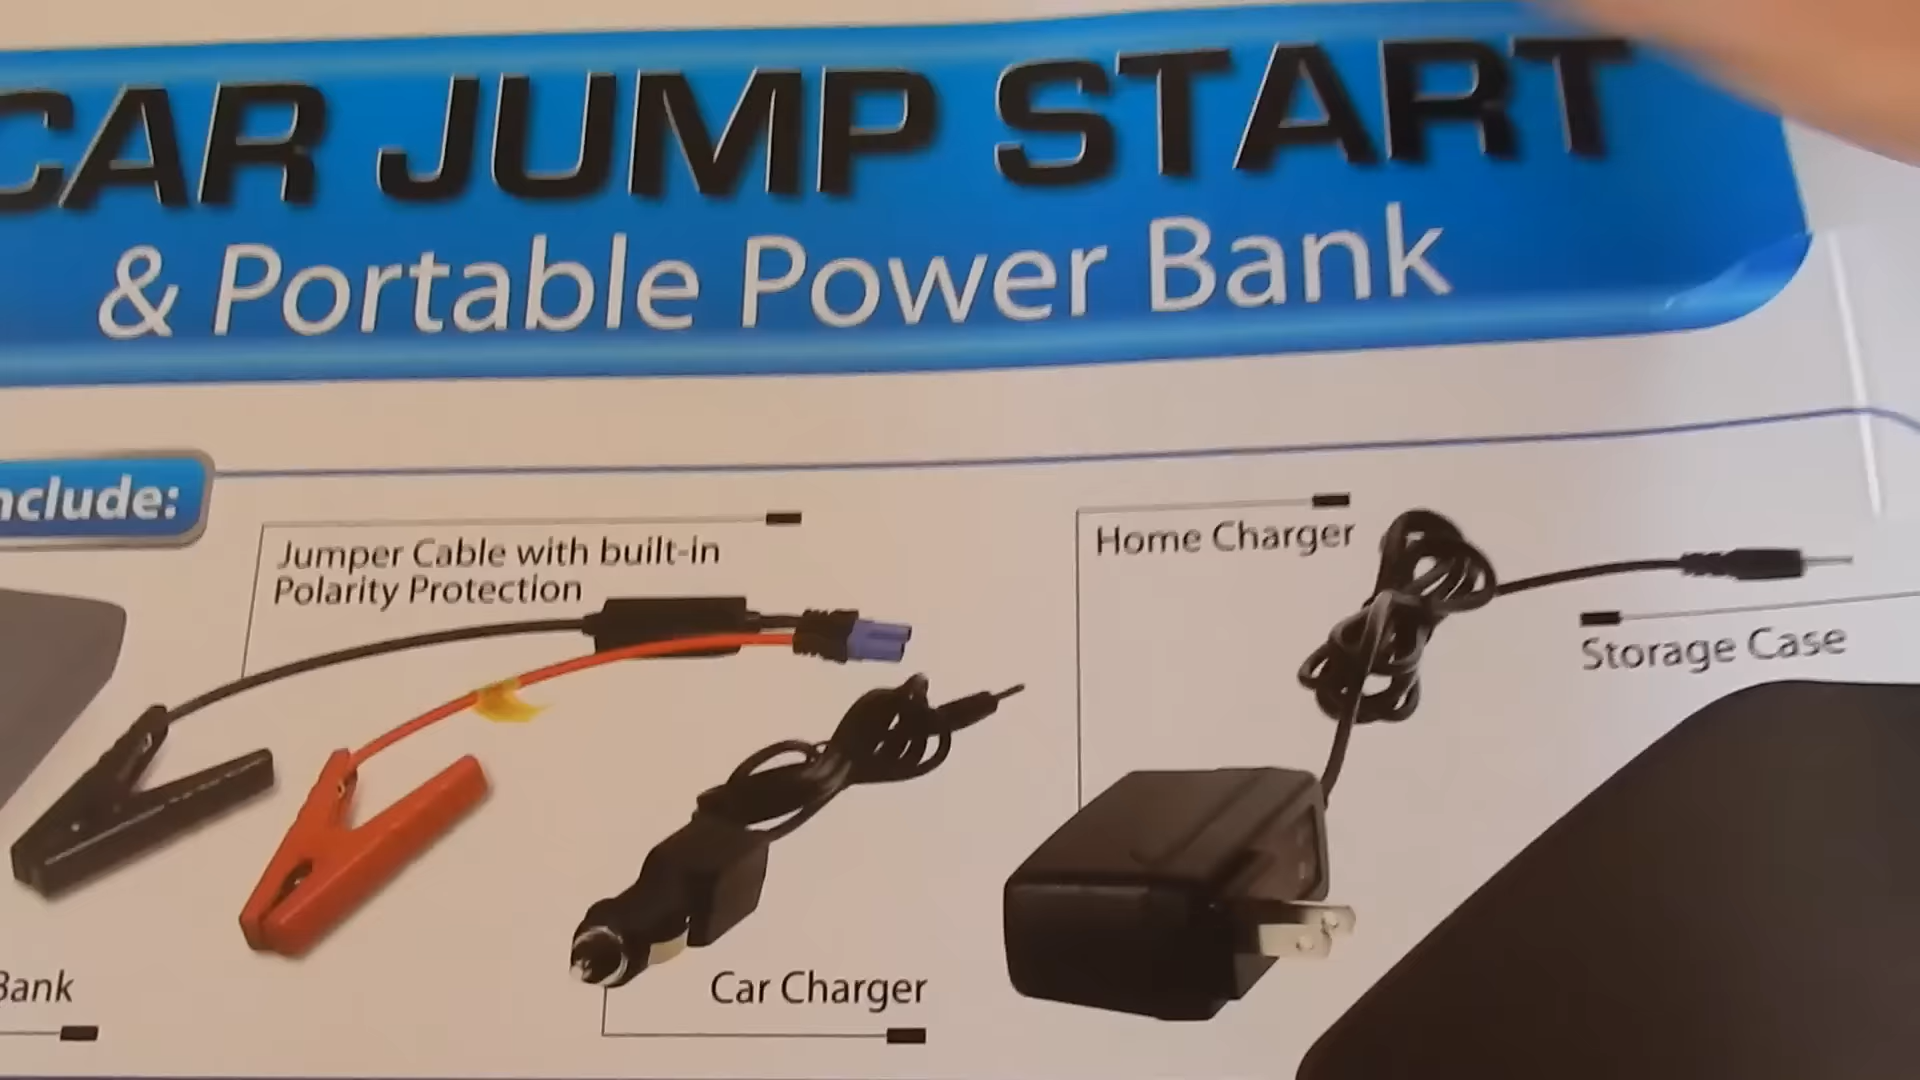 CAR JUMP START
& Portable Power Bank
nclude:
Jumper Cable with built-in
Polarity Protection
Home Charger
Storage Case
Bank
Car Charger